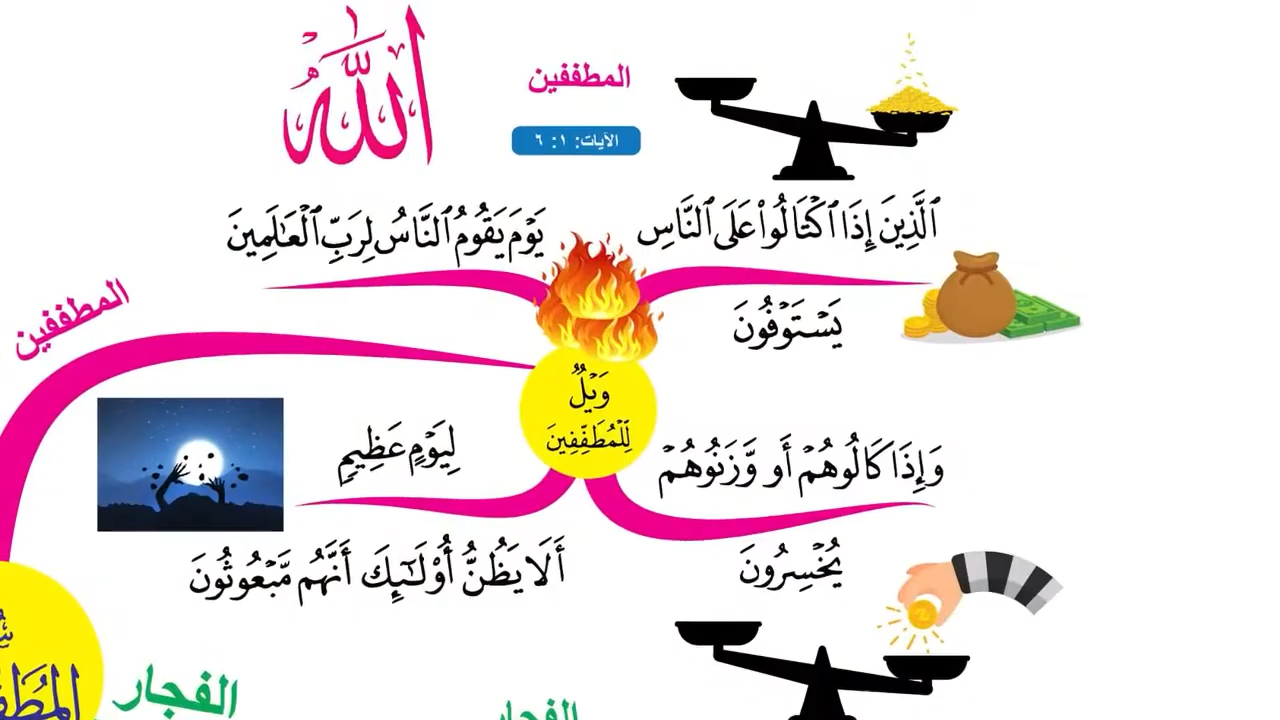 ٱللَّهُ
المطففين
الآيات: ١ : ٦
ٱلَّذِينَ إِذَا ٱكۡتَالُواْ عَلَى ٱلنَّاسِ
يَسۡتَوۡفُونَ
يَوۡمَ يَقُومُ ٱلنَّاسُ لِرَبِّ ٱلۡعَٰلَمِينَ
المطففين
وَيۡلٞ
لِّلۡمُطَفِّفِينَ
وَإِذَا كَالُوهُمۡ أَو وَّزَنُوهُمۡ
يُخۡسِرُونَ
لِيَوۡمٍ عَظِيمٖ
أَلَا يَظُنُّ أُوْلَٰٓئِكَ أَنَّهُم مَّبۡعُوثُونَ
الفجار